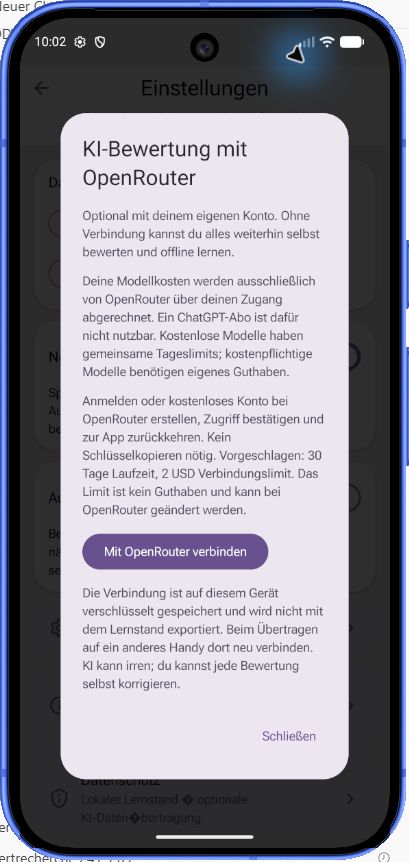 10:02
Einstellungen
KI-Bewertung mit
OpenRouter
Optional mit deinem eigenen Konto. Ohne
Verbindung kannst du alles weiterhin selbst
bewerten und offline lernen.
Deine Modellkosten werden ausschließlich
von OpenRouter über deinen Zugang
abgerechnet. Ein ChatGPT-Abo ist dafür
nicht nutzbar. Kostenlose Modelle haben
gemeinsame Tageslimits; kostenpflichtige
Modelle benötigen eigenes Guthaben.
Anmelden oder kostenloses Konto bei
OpenRouter erstellen, Zugriff bestätigen und
zur App zurückkehren. Kein
Schlüsselkopieren nötig. Vorgeschlagen: 30
Tage Laufzeit, 2 USD Verbindungslimit. Das
Limit ist kein Guthaben und kann bei
OpenRouter geändert werden.
Mit OpenRouter verbinden
Die Verbindung ist auf diesem Gerät
verschlüsselt gespeichert und wird nicht mit
dem Lernstand exportiert. Beim Übertragen
auf ein anderes Handy dort neu verbinden.
KI kann irren; du kannst jede Bewertung
selbst korrigieren.
Schließen
Datenschutz
Lokaler Lernstand � optionale
KI-Daten�bertragung